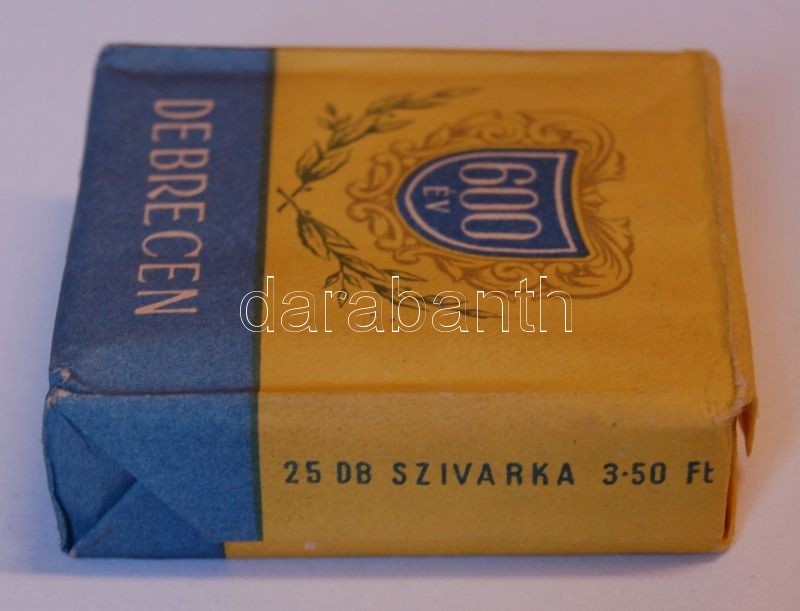 DEBRECEN
600
ÉV
darabanth
25 DB SZIVARKA 3·50 Ft